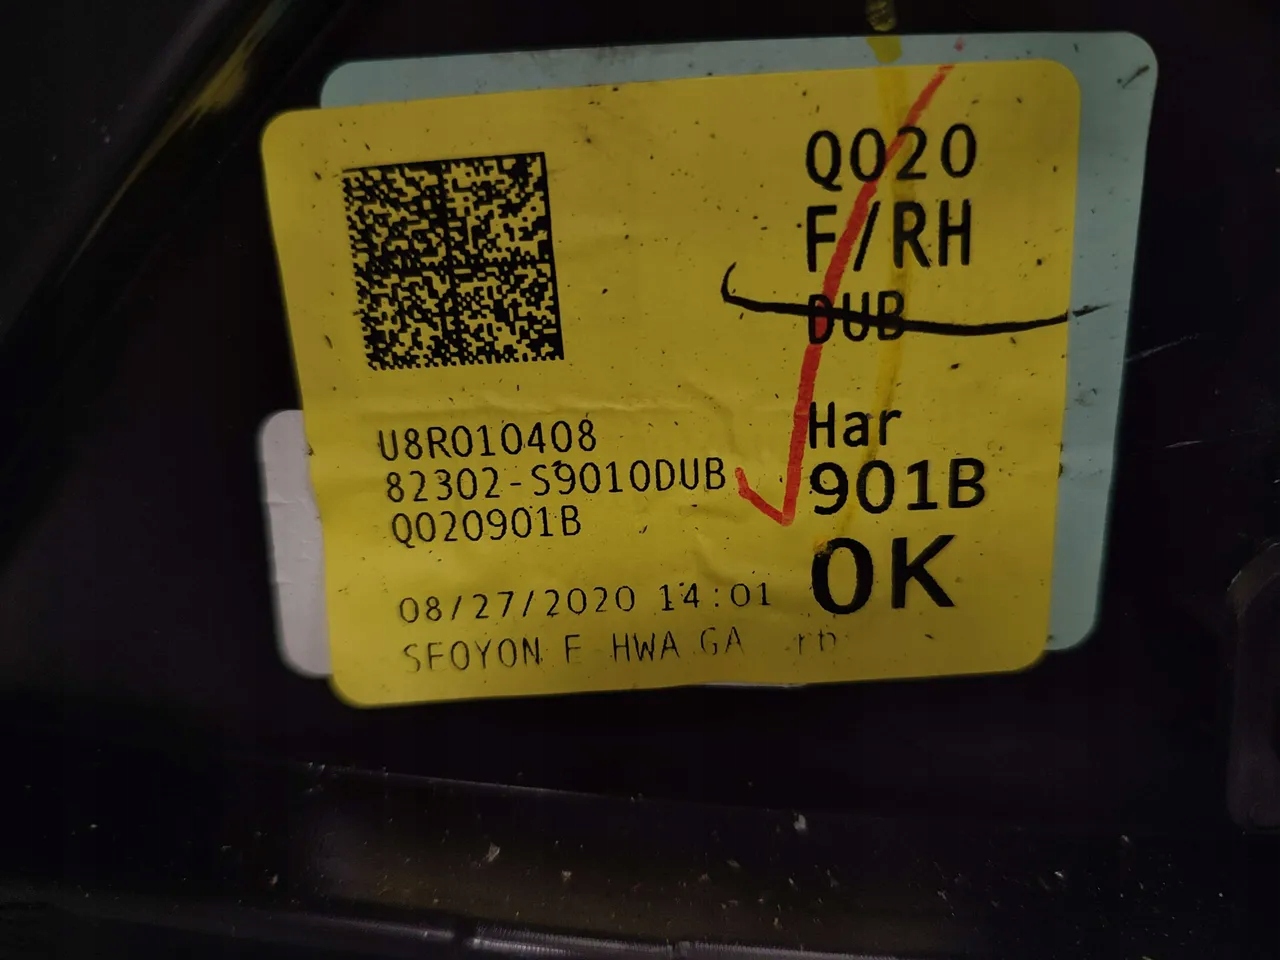 Q020
F/RH
DUB
Har
901B
OK
U8R010408
82302-S9010DUB
Q020901B
08/27/2020 14:01
SEOYON E HWA GA